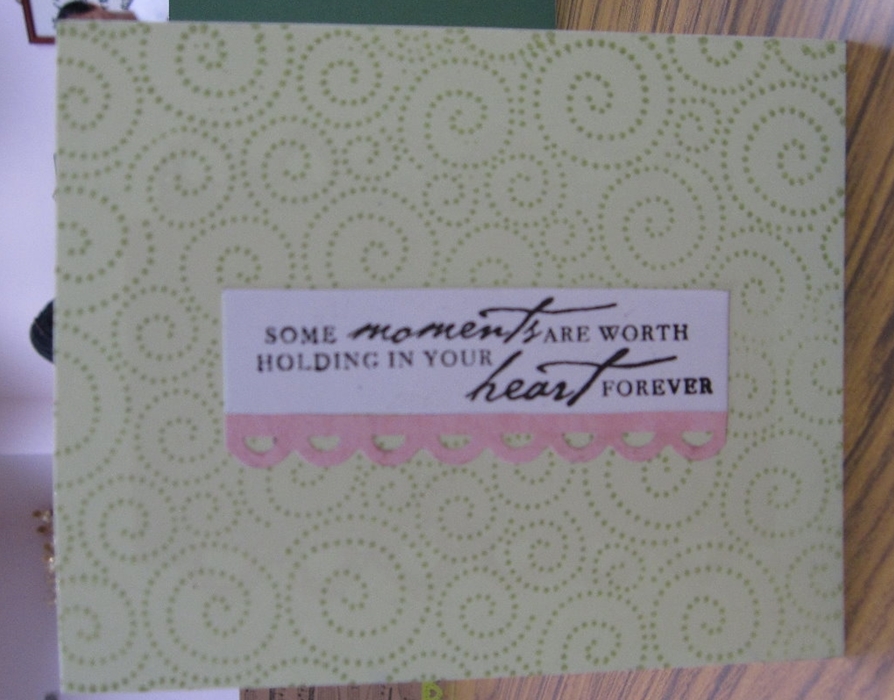 SOME moments ARE WORTH
HOLDING IN YOUR
heart FOREVER